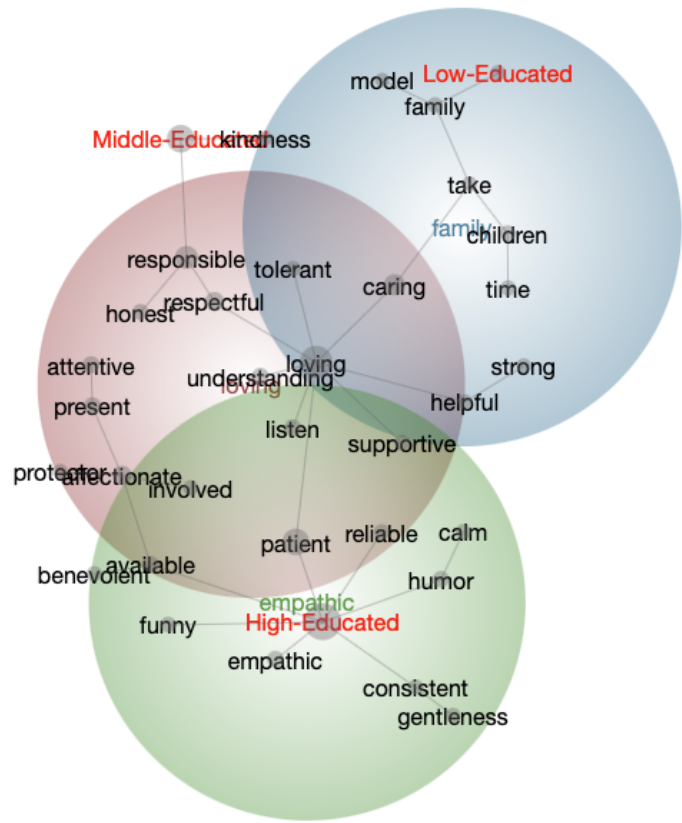 Low-Educated
model
family
Middle-Educated
kindness
take
family
children
responsible
tolerant
caring
time
respectful
honest
loving
attentive
understanding
loving
strong
present
helpful
listen
supportive
protector
affectionate
involved
calm
reliable
patient
available
benevolent
humor
empathic
High-Educated
funny
empathic
consistent
gentleness